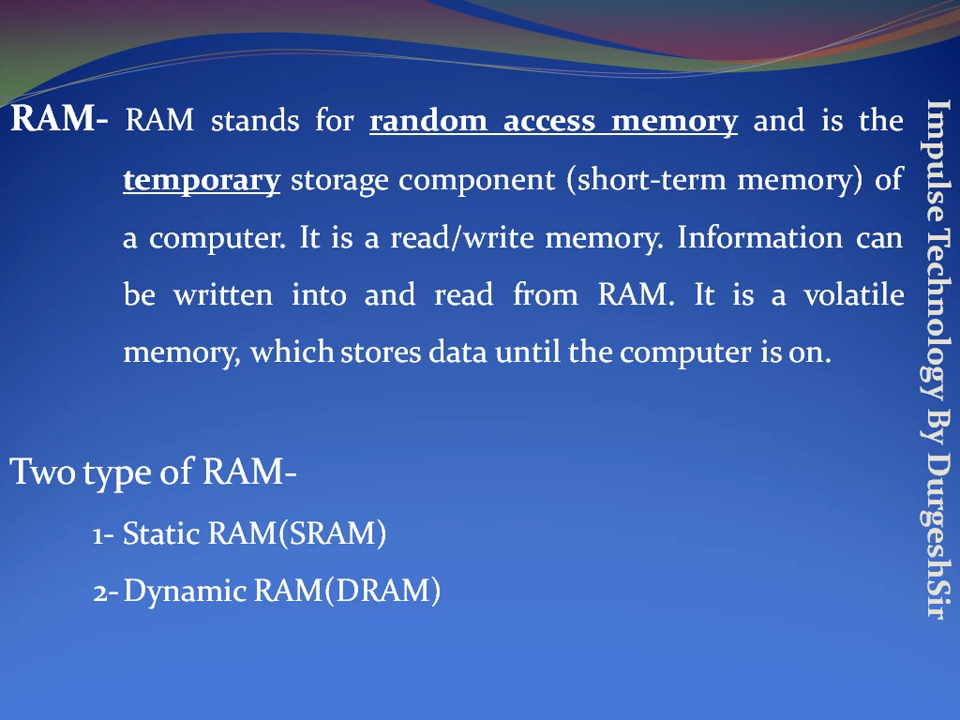 RAM- RAM stands for random access memory and is the
temporary storage component (short-term memory) of
a computer. It is a read/write memory. Information can
be written into and read from RAM. It is a volatile
memory, which stores data until the computer is on.
Two type of RAM-
1- Static RAM(SRAM)
2- Dynamic RAM(DRAM)
Impulse Technology By DurgeshSir